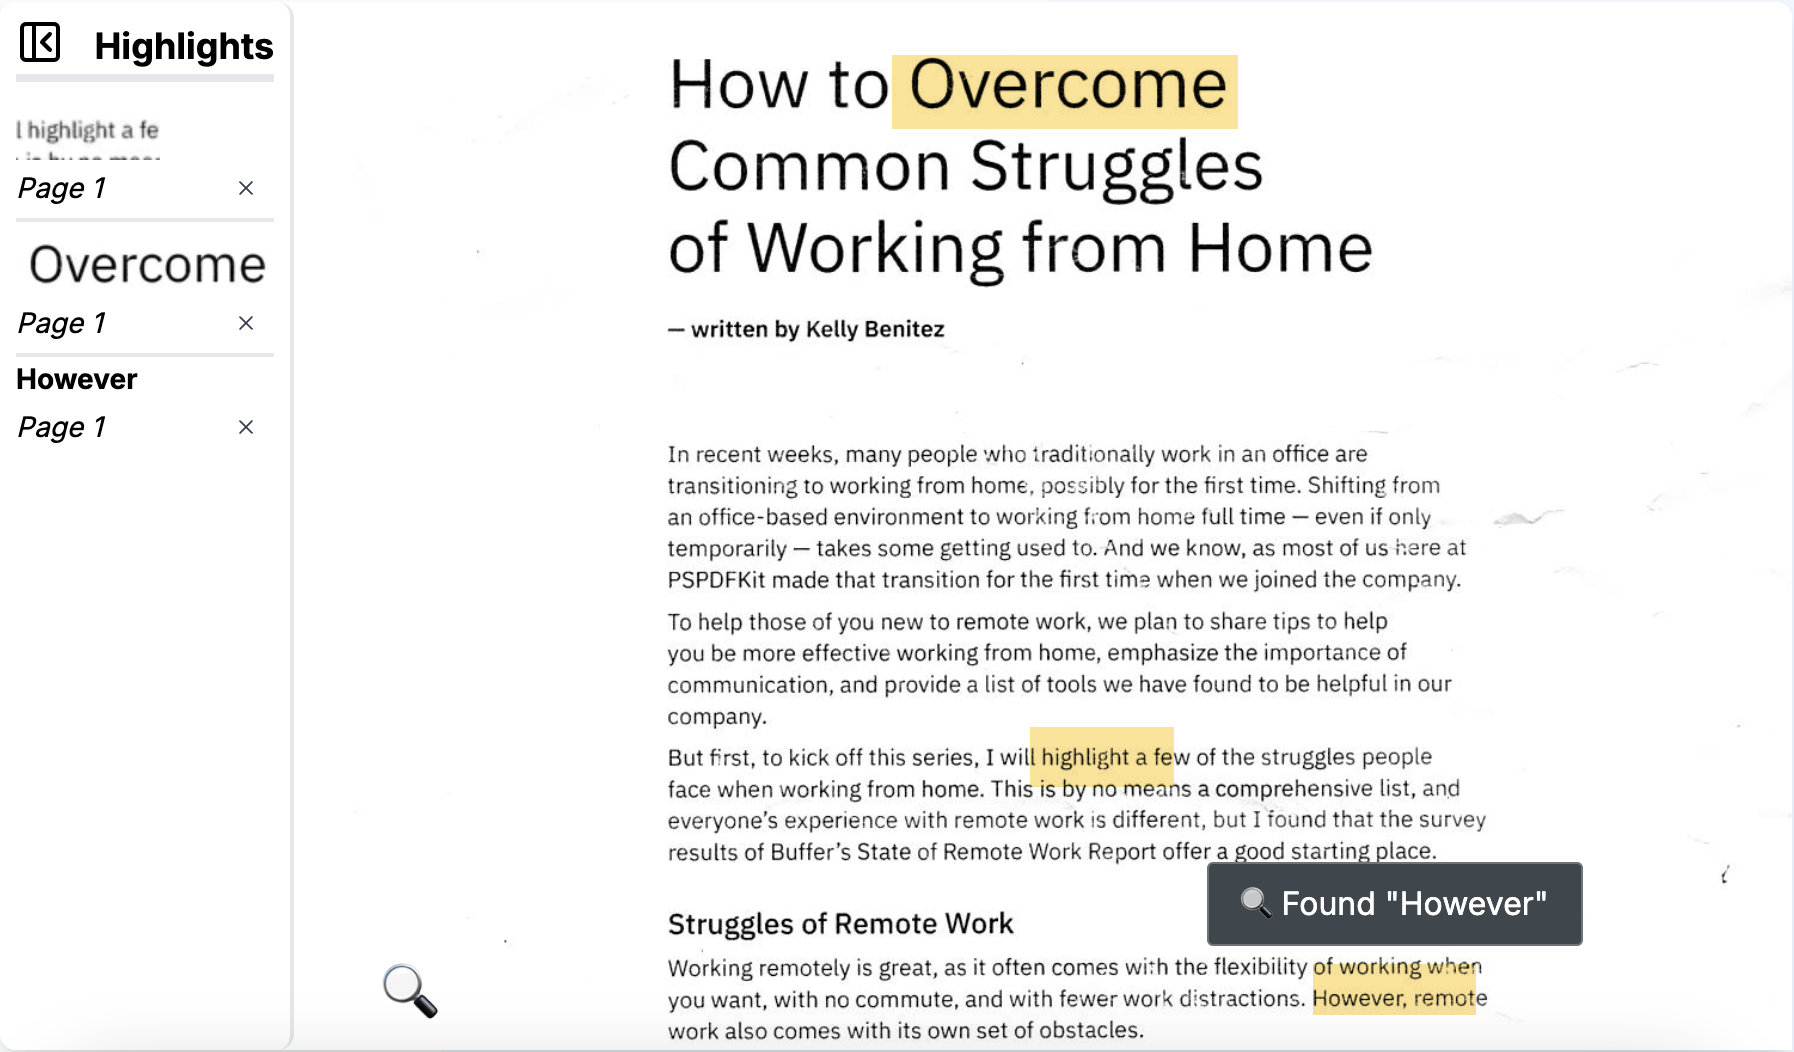 Highlights
l highlight a fe
Page 1
Overcome
Page 1
However
Page 1
How to Overcome
Common Struggles
of Working from Home
— written by Kelly Benitez
In recent weeks, many people who traditionally work in an office are
transitioning to working from home, possibly for the first time. Shifting from
an office-based environment to working from home full time — even if only
temporarily — takes some getting used to. And we know, as most of us here at
PSPDFKit made that transition for the first time when we joined the company.
To help those of you new to remote work, we plan to share tips to help
you be more effective working from home, emphasize the importance of
communication, and provide a list of tools we have found to be helpful in our
company.
But first, to kick off this series, I will highlight a few of the struggles people
face when working from home. This is by no means a comprehensive list, and
everyone’s experience with remote work is different, but I found that the survey
results of Buffer’s State of Remote Work Report offer a good starting place.
Found "However"
Struggles of Remote Work
Working remotely is great, as it often comes with the flexibility of working when
you want, with no commute, and with fewer work distractions. However, remote
work also comes with its own set of obstacles.